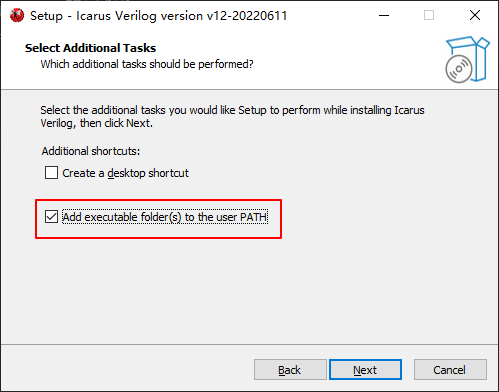 Setup - Icarus Verilog version v12-20220611
Select Additional Tasks
Which additional tasks should be performed?
Select the additional tasks you would like Setup to perform while installing Icarus
Verilog, then click Next.
Additional shortcuts:
Create a desktop shortcut
Add executable folder(s) to the user PATH
Back
Next
Cancel